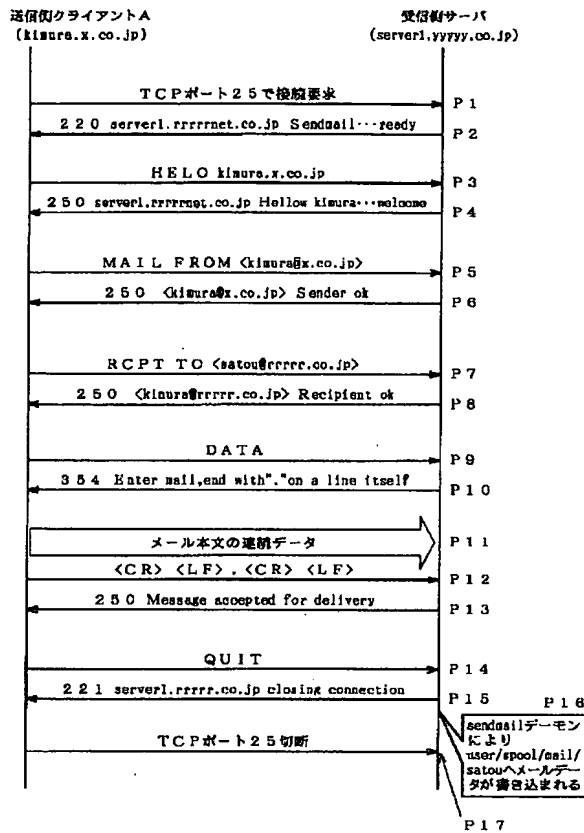 送信側クライアントA
(kimura.x.co.jp)
受信側サーバ
(server1.yyyyy.co.jp)
TCPポート25で接続要求
P1
220 server1.rrrrrnet.co.jp Sendmail…ready
P2
HELO kimura.x.co.jp
P3
250 server1.rrrrrnet.co.jp Hellow kimura…welcome
P4
MAIL FROM <kimura@x.co.jp>
P5
250 <kimura@x.co.jp> Sender ok
P6
RCPT TO <satou@rrrrr.co.jp>
P7
250 <kimura@rrrrr.co.jp> Recipient ok
P8
DATA
P9
354 Enter mail,end with"."on a line itself
P10
メール本文の連続データ
P11
<CR> <LF>.<CR> <LF>
P12
250 Message accepted for delivery
P13
QUIT
P14
221 server1.rrrrr.co.jp closing connection
P15
P16
sendmailデーモン
により
user/spool/mail/
satouへメールデー
タが書き込まれる
TCPポート25切断
P17